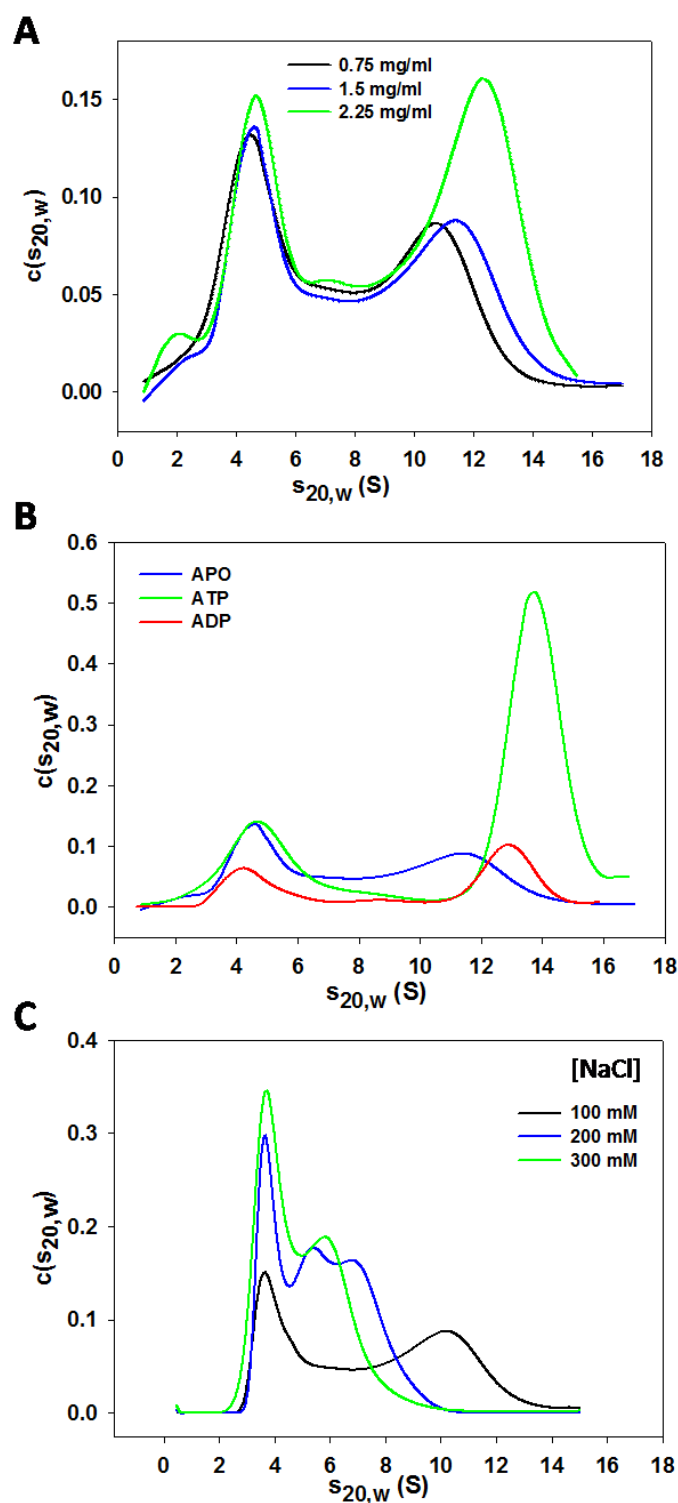 A
0.75 mg/ml
1.5 mg/ml
2.25 mg/ml
0.15
0.10
0.05
0.00
c(s20,w)
0 2 4 6 8 10 12 14 16 18
s20,w (S)
B
0.6
0.5
0.4
0.3
0.2
0.1
0.0
APO
ATP
ADP
c(s20,w)
0 2 4 6 8 10 12 14 16 18
s20,w (S)
C
0.4
0.3
0.2
0.1
0.0
[NaCl]
100 mM
200 mM
300 mM
c(s20,w)
0 2 4 6 8 10 12 14 16 18
s20,w (S)